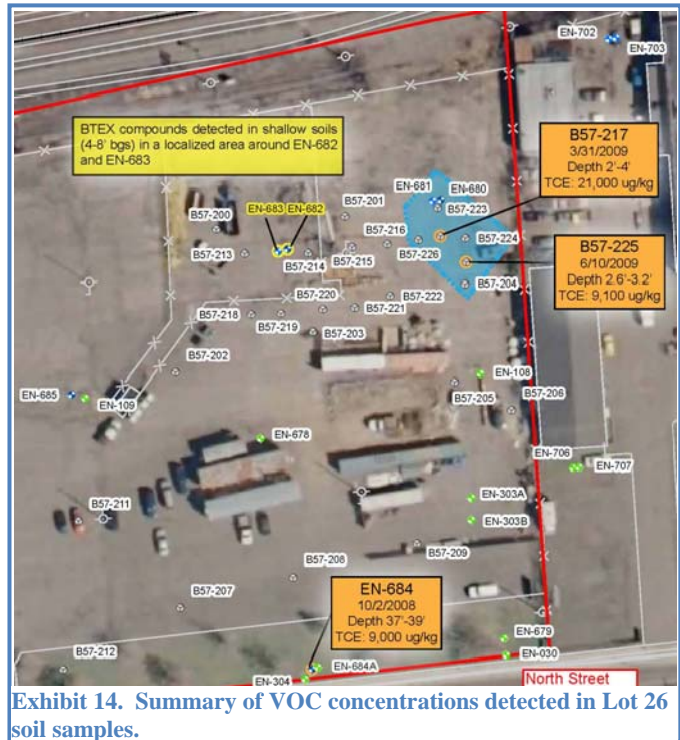 TN-702
TN-703
BTEX compounds detected in shallow soils
(4-8' bgs) in a localized area around EN-682
and EN-683
B57-217
3/31/2009
Depth 2'-4'
TCE: 21,000 ug/kg
EN-681
EN-680
B57-201
B57-223
EN-683
EN-682
B57-200
B57-216
B57-224
B57-225
6/10/2009
Depth 2.6'-3.2'
TCE: 9,100 ug/kg
B57-213
B57-214
B57-215
B57-226
B57-204
B57-220
B57-222
B57-218
B57-219
B57-221
B57-203
B57-202
EN-108
EN-685
EN-109
B57-205
B57-206
EN-678
EN-706
EN-707
EN-303A
EN-303B
B57-211
B57-209
B57-208
B57-207
EN-684
10/2/2008
Depth 37'-39'
TCE: 9,000 ug/kg
EN-679
B57-212
EN-684A
EN-030
EN-304
North Street
Exhibit 14. Summary of VOC concentrations detected in Lot 26
soil samples.